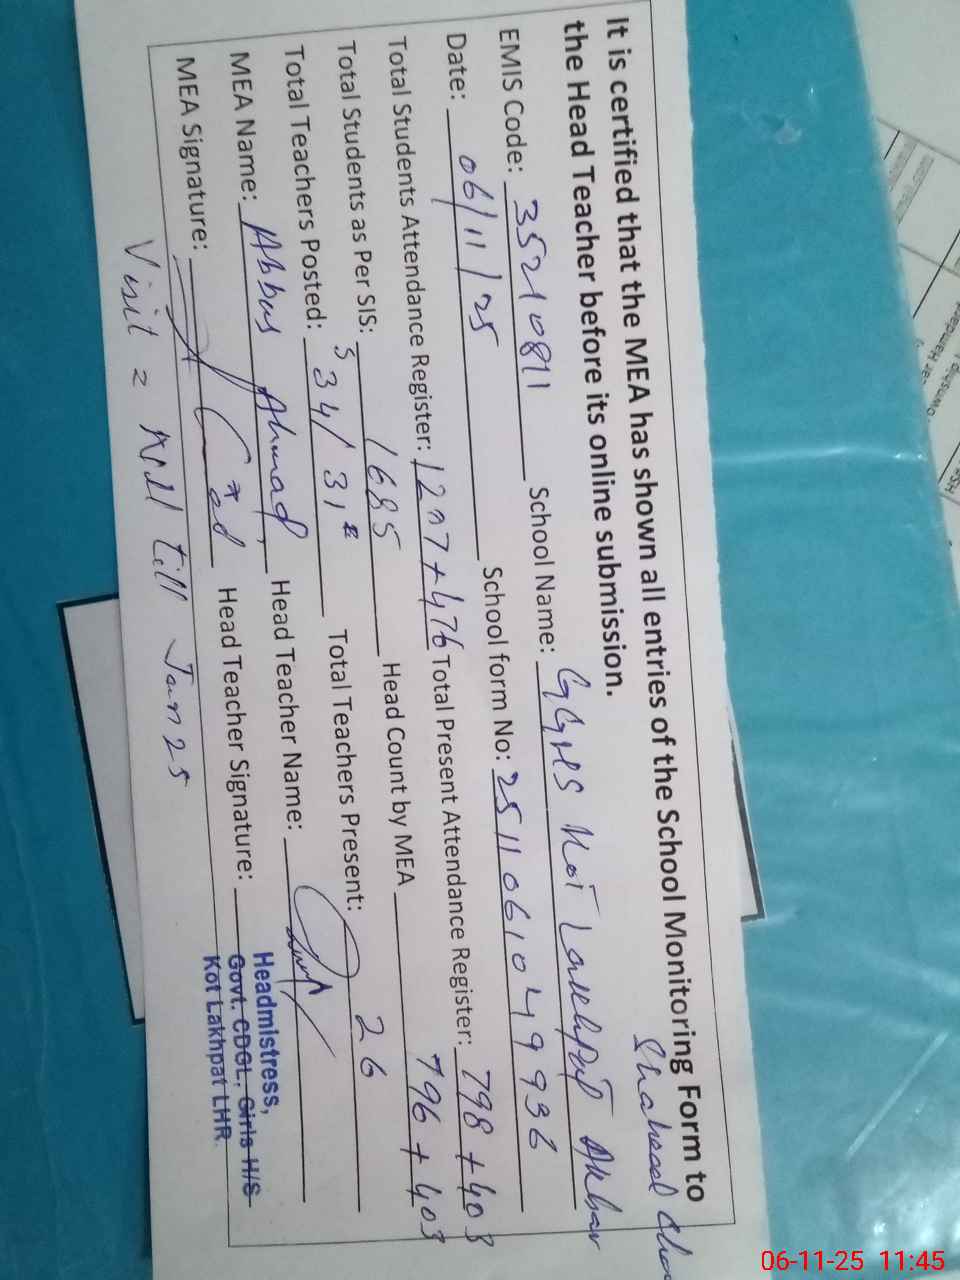 It is certified that the MEA has shown all entries of the School Monitoring Form to
the Head Teacher before its online submission.
EMIS Code: 35210811 School Name: GGHS Kot Lakhpat Akbar
Shaheed
Date: 06/11/25 School form No: 251106104993
Total Students Attendance Register: 1207+476 Total Present Attendance Register: 798+403
Total Students as Per SIS: 1685 Head Count by MEA 796+403
Total Teachers Posted: 34/31 Total Teachers Present: 26
MEA Name: Abbas Ahmad Head Teacher Name:
MEA Signature: Head Teacher Signature:
Headmistress,
Govt. CDGL, Girls H/S
Kot Lakhpat LHR.
Visit = Nill till Jan 25
06-11-25 11:45